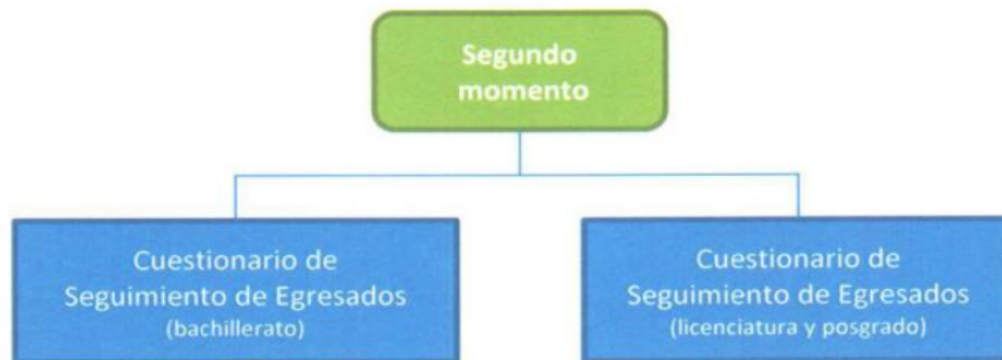 Segundo
momento
Cuestionario de
Seguimiento de Egresados
(bachillerato)
Cuestionario de
Seguimiento de Egresados
(licenciatura y posgrado)